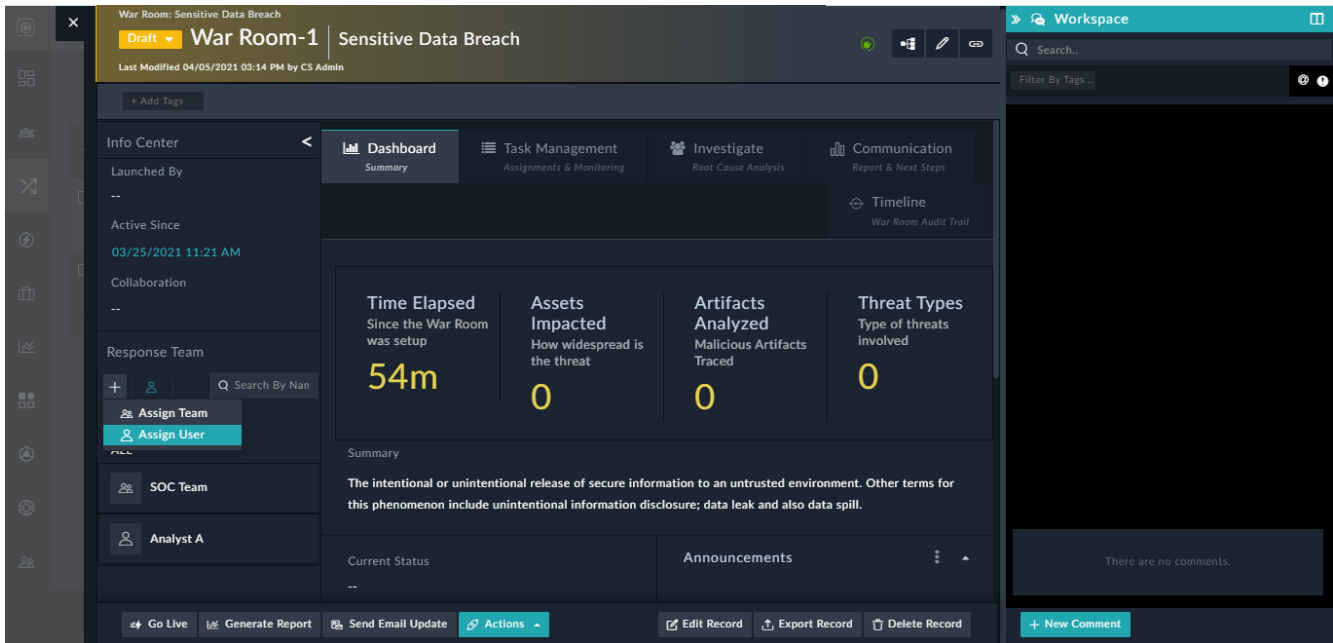 War Room: Sensitive Data Breach
Draft
War Room-1
Sensitive Data Breach
Last Modified 04/05/2021 03:14 PM by CS Admin
+ Add Tags
Info Center
Launched By
--
Active Since
03/25/2021 11:21 AM
Collaboration
--
Response Team
Search By Nan
Assign Team
Assign User
SOC Team
Analyst A
Dashboard
Summary
Task Management
Assignments & Monitoring
Investigate
Root Cause Analysis
Communication
Report & Next Steps
Timeline
War Room Audit Trail
Time Elapsed
Since the War Room
was setup
54m
Assets
Impacted
How widespread is
the threat
0
Artifacts
Analyzed
Malicious Artifacts
Traced
0
Threat Types
Type of threats
involved
0
Summary
The intentional or unintentional release of secure information to an untrusted environment. Other terms for
this phenomenon include unintentional information disclosure; data leak and also data spill.
Current Status
--
Announcements
Go Live
Generate Report
Send Email Update
Actions
Edit Record
Export Record
Delete Record
Workspace
Search..
Filter By Tags ..
@
There are no comments.
+ New Comment